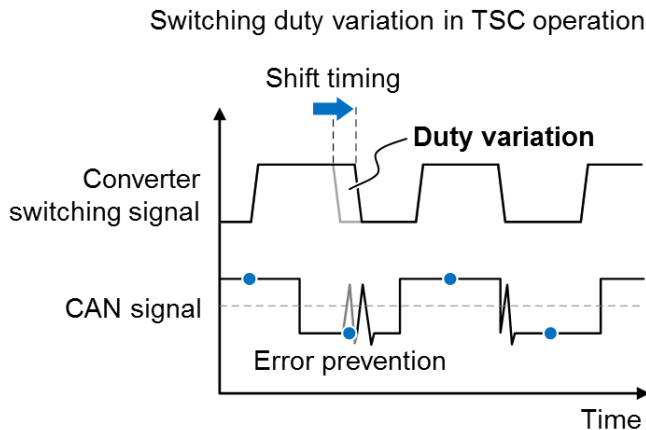 Switching duty variation in TSC operation
Shift timing
Duty variation
Converter
switching signal
CAN signal
Error prevention
Time